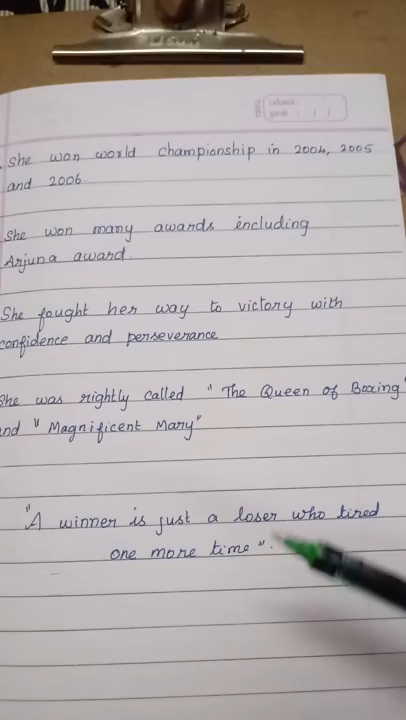 She won world championship in 2004, 2005
and 2006
She won many awards including
Arjuna award.
She fought her way to victory with
confidence and perseverance
She was rightly called "The Queen of Boxing"
and "Magnificent Mary"
"A winner is just a loser who tired
one more time".